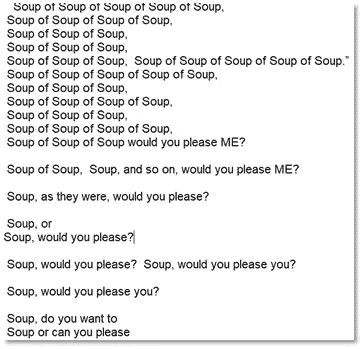 Soup of Soup of Soup of Soup of Soup,
Soup of Soup of Soup of Soup,
Soup of Soup of Soup,
Soup of Soup of Soup,
Soup of Soup of Soup,  Soup of Soup of Soup of Soup of Soup.”
Soup of Soup of Soup of Soup of Soup,
Soup of Soup of Soup,
Soup of Soup of Soup of Soup,
Soup of Soup of Soup,
Soup of Soup of Soup of Soup,
Soup of Soup of Soup would you please ME?
Soup of Soup,  Soup, and so on, would you please ME?
Soup, as they were, would you please?
Soup, or
Soup, would you please?
Soup, would you please?  Soup, would you please you?
Soup, would you please you?
Soup, do you want to
Soup or can you please